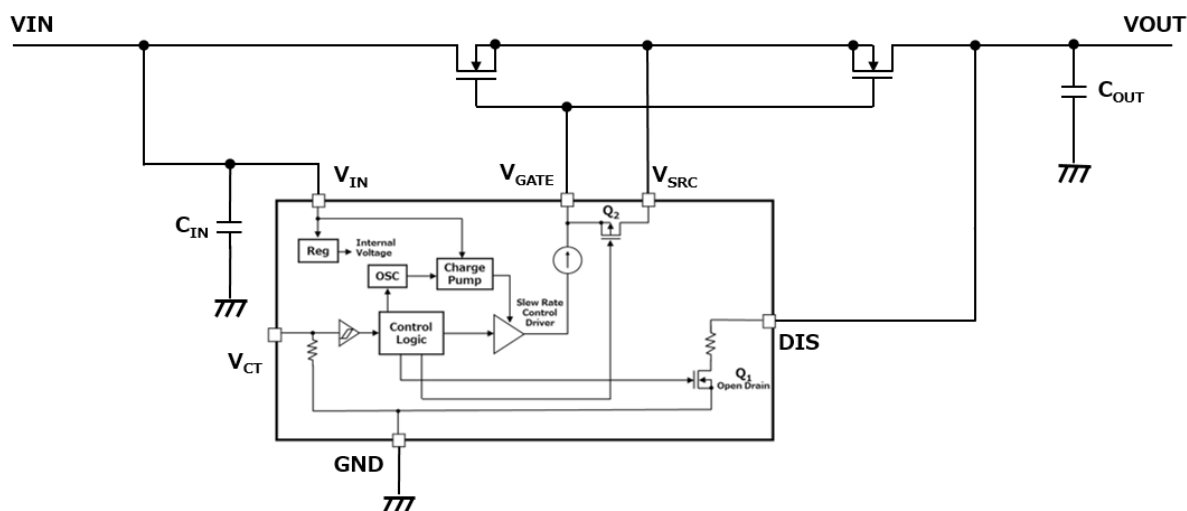 VIN
VOUT
COUT
VIN
VGATE
VSRC
CIN
Q2
Reg
Internal
Voltage
OSC
Charge
Pump
Slew Rate
Control
Driver
Control
Logic
VCT
DIS
Q1
Open Drain
GND